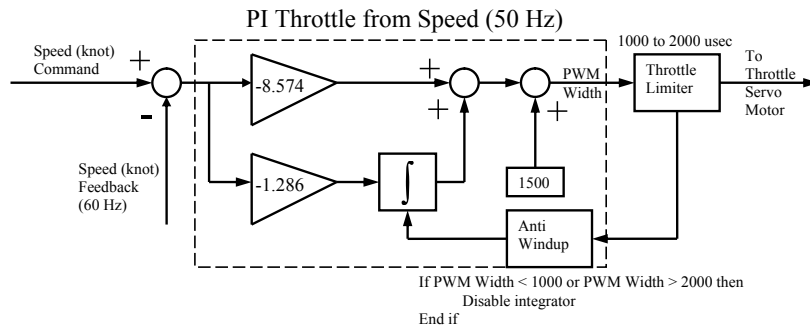 PI Throttle from Speed (50 Hz)
Speed (knot)
Command
+
-
Speed (knot)
Feedback
(60 Hz)
-8.574
-1.286
∫
+
+
+
1500
PWM
Width
1000 to 2000 usec
Throttle
Limiter
To
Throttle
Servo
Motor
Anti
Windup
If PWM Width < 1000 or PWM Width > 2000 then
Disable integrator
End if